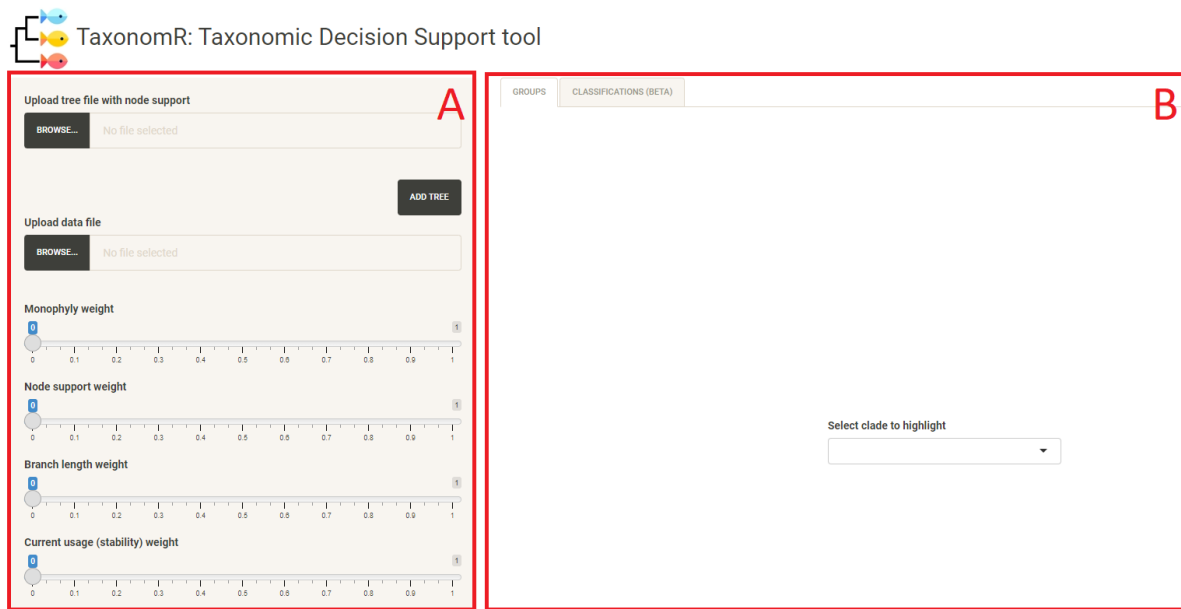 TaxonomR: Taxonomic Decision Support tool
A
Upload tree file with node support
BROWSE...
No file selected
ADD TREE
Upload data file
BROWSE...
No file selected
Monophyly weight
0 1
0 0.1 0.2 0.3 0.4 0.5 0.6 0.7 0.8 0.9 1
Node support weight
0 1
0 0.1 0.2 0.3 0.4 0.5 0.6 0.7 0.8 0.9 1
Branch length weight
0 1
0 0.1 0.2 0.3 0.4 0.5 0.6 0.7 0.8 0.9 1
Current usage (stability) weight
0 1
0 0.1 0.2 0.3 0.4 0.5 0.6 0.7 0.8 0.9 1
GROUPS CLASSIFICATIONS (BETA)
B
Select clade to highlight